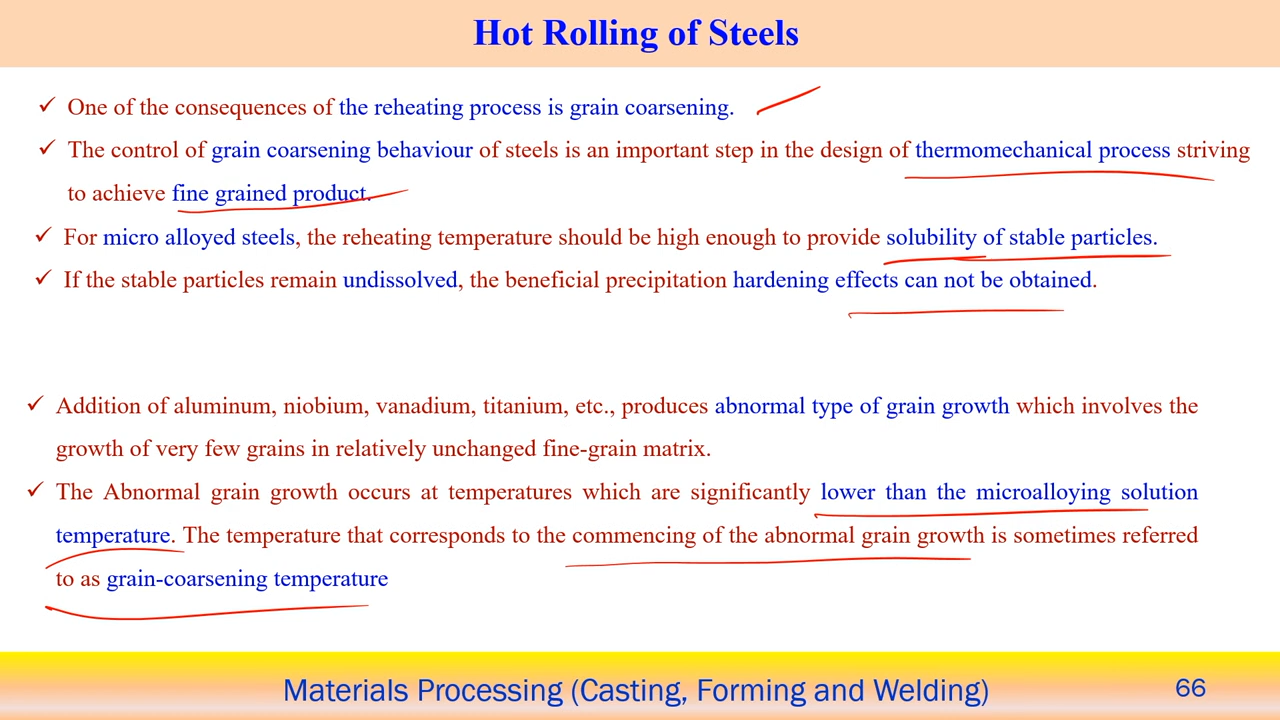 Hot Rolling of Steels
✓ One of the consequences of the reheating process is grain coarsening.
✓ The control of grain coarsening behaviour of steels is an important step in the design of thermomechanical process striving
to achieve fine grained product.
✓ For micro alloyed steels, the reheating temperature should be high enough to provide solubility of stable particles.
✓ If the stable particles remain undissolved, the beneficial precipitation hardening effects can not be obtained.
✓ Addition of aluminum, niobium, vanadium, titanium, etc., produces abnormal type of grain growth which involves the
growth of very few grains in relatively unchanged fine-grain matrix.
✓ The Abnormal grain growth occurs at temperatures which are significantly lower than the microalloying solution
temperature. The temperature that corresponds to the commencing of the abnormal grain growth is sometimes referred
to as grain-coarsening temperature
Materials Processing (Casting, Forming and Welding)
66